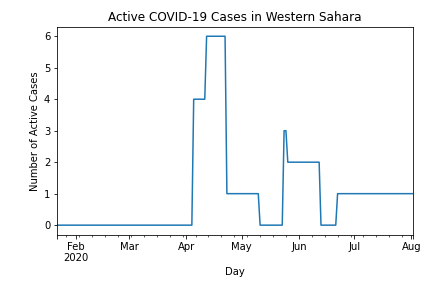 Active COVID-19 Cases in Western Sahara
Number of Active Cases
6
5
4
3
2
1
0
Feb Mar Apr May Jun Jul Aug
2020
Day